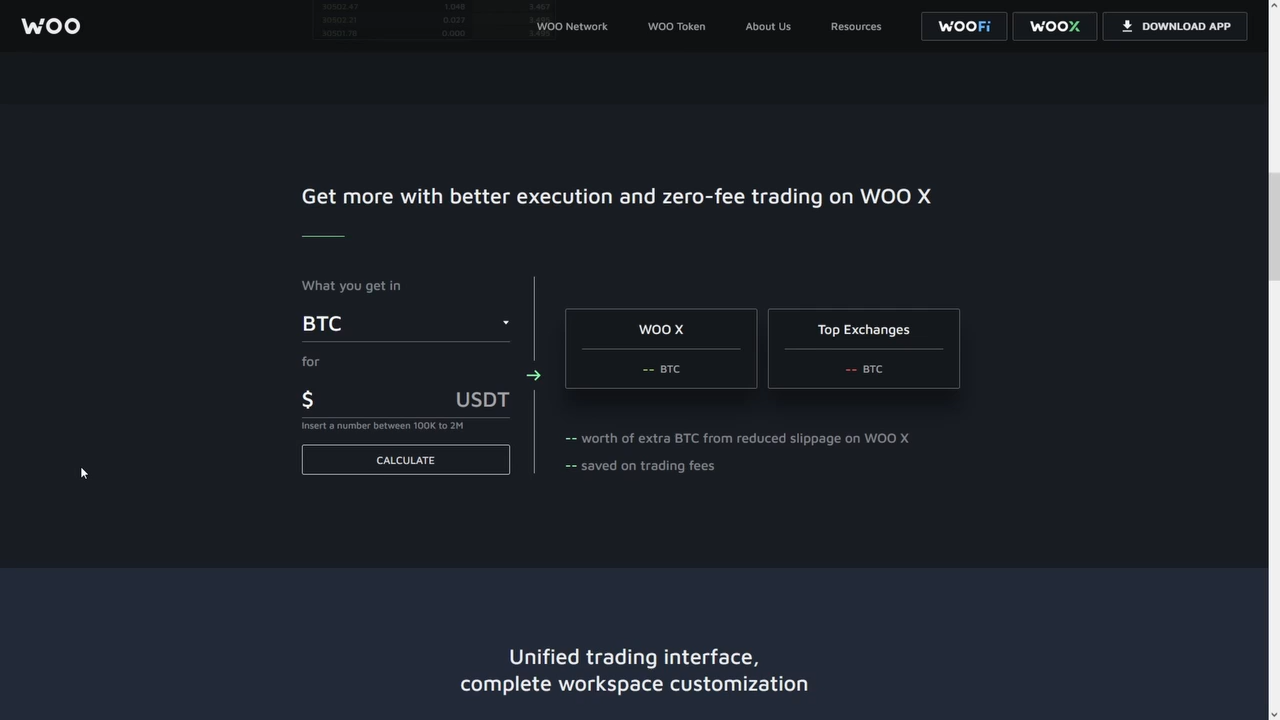 WOO
WOO Network
WOO Token
About Us
Resources
WOOFi
WOOX
DOWNLOAD APP
Get more with better execution and zero-fee trading on WOO X
What you get in
BTC
for
$ USDT
Insert a number between 100K to 2M
CALCULATE
WOO X
-- BTC
Top Exchanges
-- BTC
-- worth of extra BTC from reduced slippage on WOO X
-- saved on trading fees
Unified trading interface,
complete workspace customization